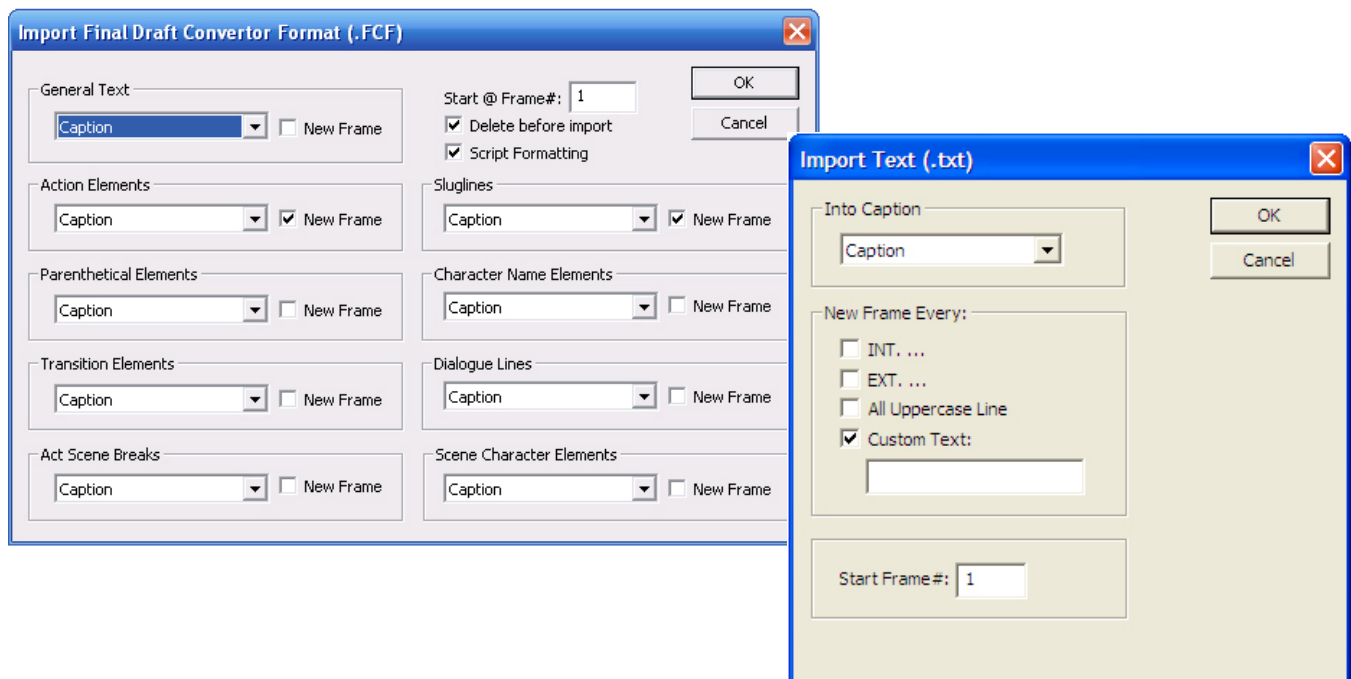 Import Final Draft Convertor Format (.FCF)
General Text
Caption
New Frame
Start @ Frame#: 1
Delete before import
Script Formatting
OK
Cancel
Action Elements
Caption
New Frame
Sluglines
Caption
New Frame
Parenthetical Elements
Caption
New Frame
Character Name Elements
Caption
New Frame
Transition Elements
Caption
New Frame
Dialogue Lines
Caption
New Frame
Act Scene Breaks
Caption
New Frame
Scene Character Elements
Caption
New Frame
Import Text (.txt)
Into Caption
Caption
OK
Cancel
New Frame Every:
INT. ...
EXT. ...
All Uppercase Line
Custom Text:
Start Frame#: 1